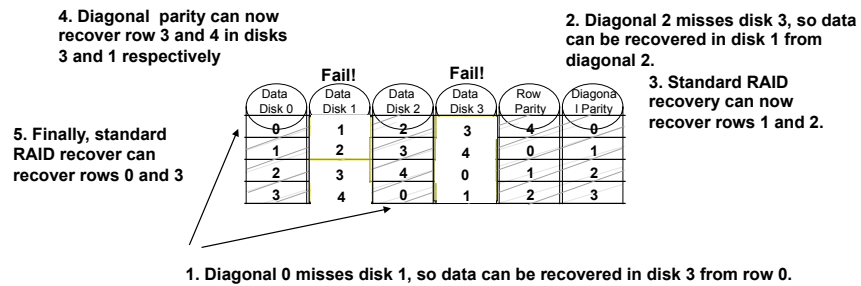 4. Diagonal parity can now
recover row 3 and 4 in disks
3 and 1 respectively
2. Diagonal 2 misses disk 3, so data
can be recovered in disk 1 from
diagonal 2.
3. Standard RAID
recovery can now
recover rows 1 and 2.
5. Finally, standard
RAID recover can
recover rows 0 and 3
Fail! Fail!
Data Data Data Data Row Diagona
Disk 0 Disk 1 Disk 2 Disk 3 Parity l Parity
0 1 2 3 4 0
1 2 3 4 0 1
2 3 4 0 1 2
3 4 0 1 2 3
1. Diagonal 0 misses disk 1, so data can be recovered in disk 3 from row 0.